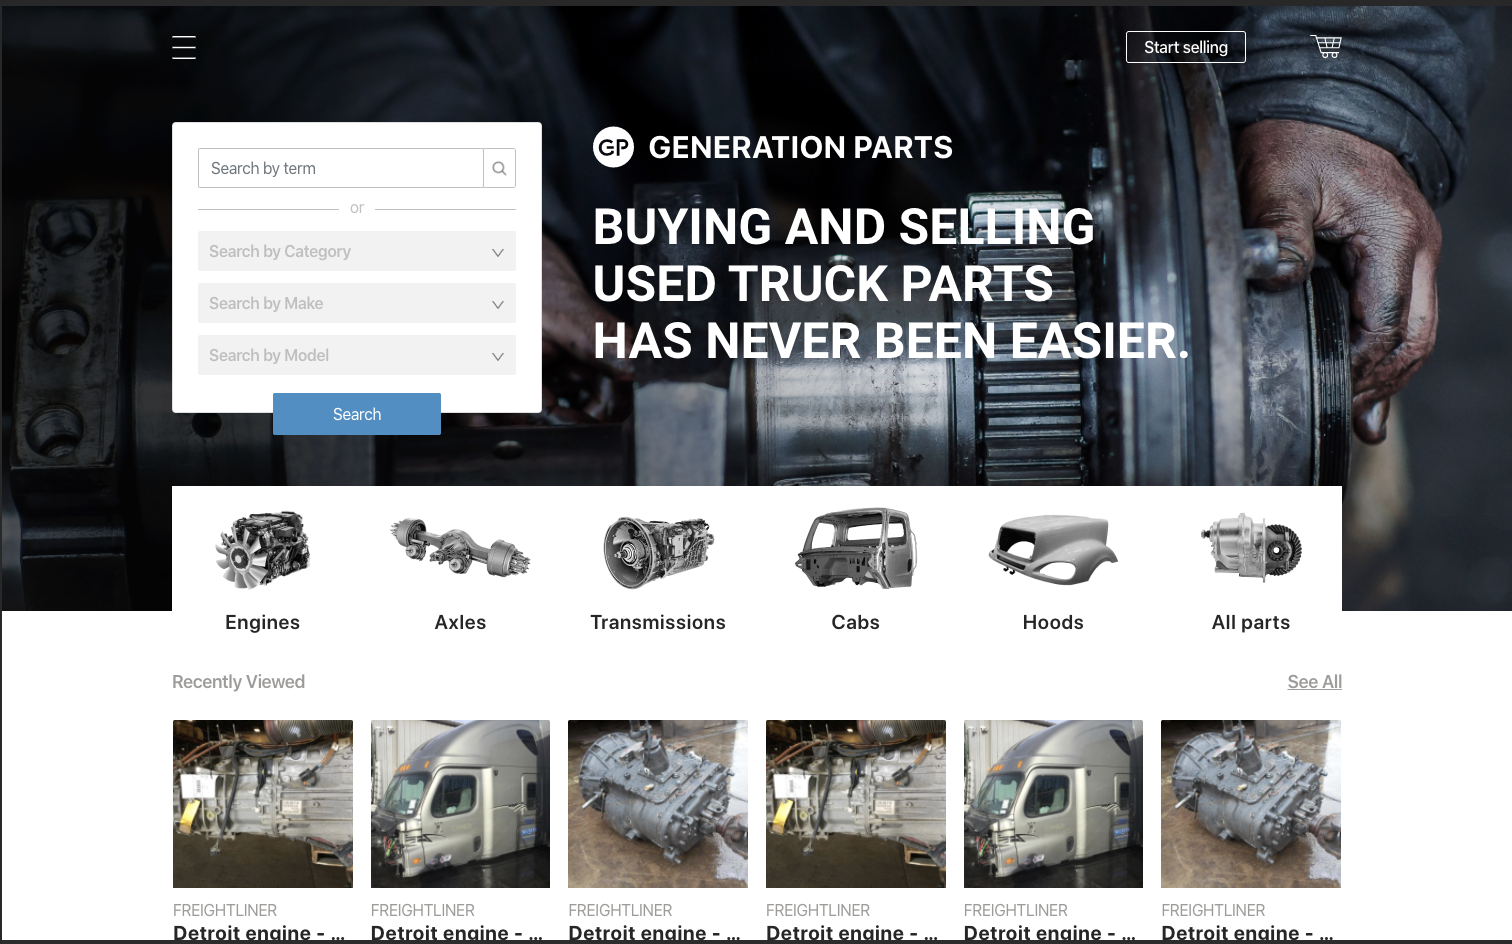 Start selling
Search by term
or
Search by Category
Search by Make
Search by Model
Search
GP GENERATION PARTS
BUYING AND SELLING
USED TRUCK PARTS
HAS NEVER BEEN EASIER.
Engines Axles Transmissions Cabs Hoods All parts
Recently Viewed See All
FREIGHTLINER FREIGHTLINER FREIGHTLINER FREIGHTLINER FREIGHTLINER FREIGHTLINER
Detroit engine - ... Detroit engine - ... Detroit engine - ... Detroit engine - ... Detroit engine - ... Detroit engine - ...